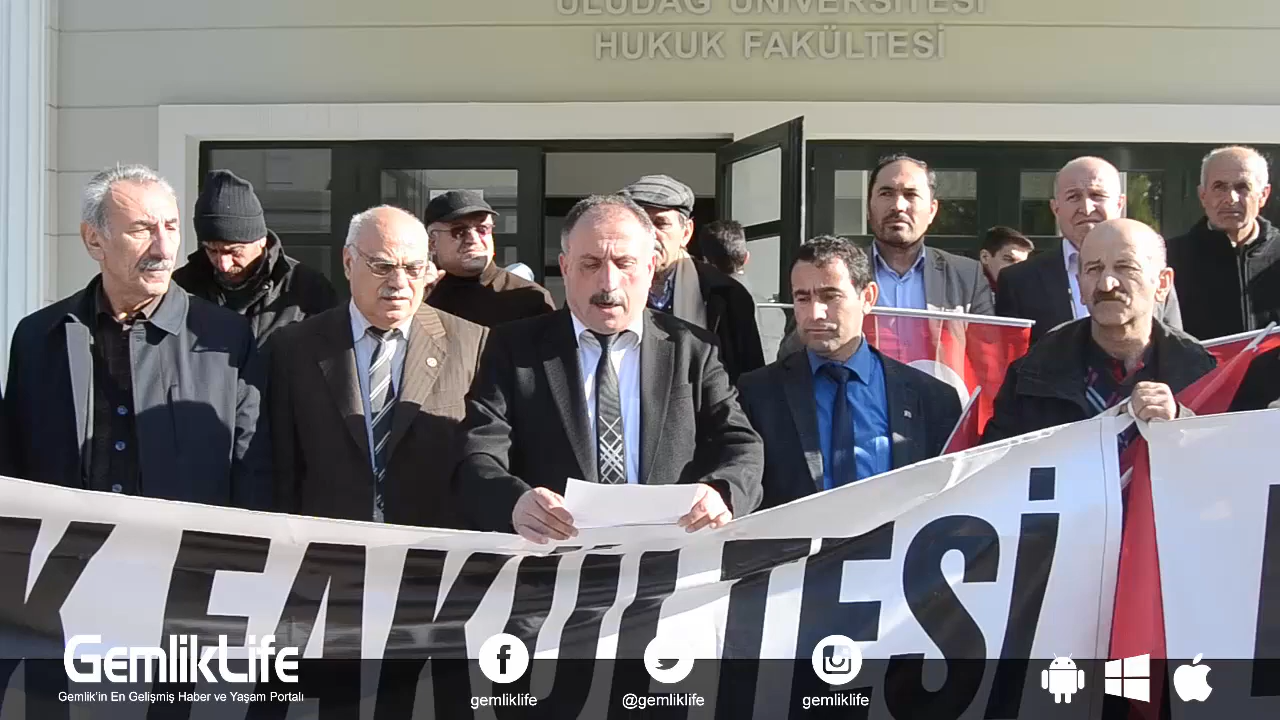 ULUDAĞ ÜNİVERSİTESİ
HUKUK FAKÜLTESİ
K FAKÜLTESİ
GemlikLife
Gemlik'in En Gelişmiş Haber ve Yaşam Portalı
gemliklife
@gemliklife
gemliklife